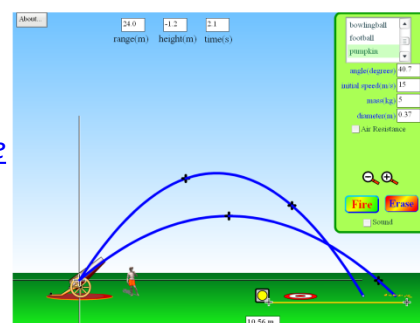 About...
24.0 -1.2 2.1
range(m) height(m) time(s)
bowlingball
football
pumpkin
angle(degrees) 40.7
initial speed(m/s) 15
mass(kg) 5
diameter(m) 0.37
Air Resistance
Fire Erase
Sound
10.56 m